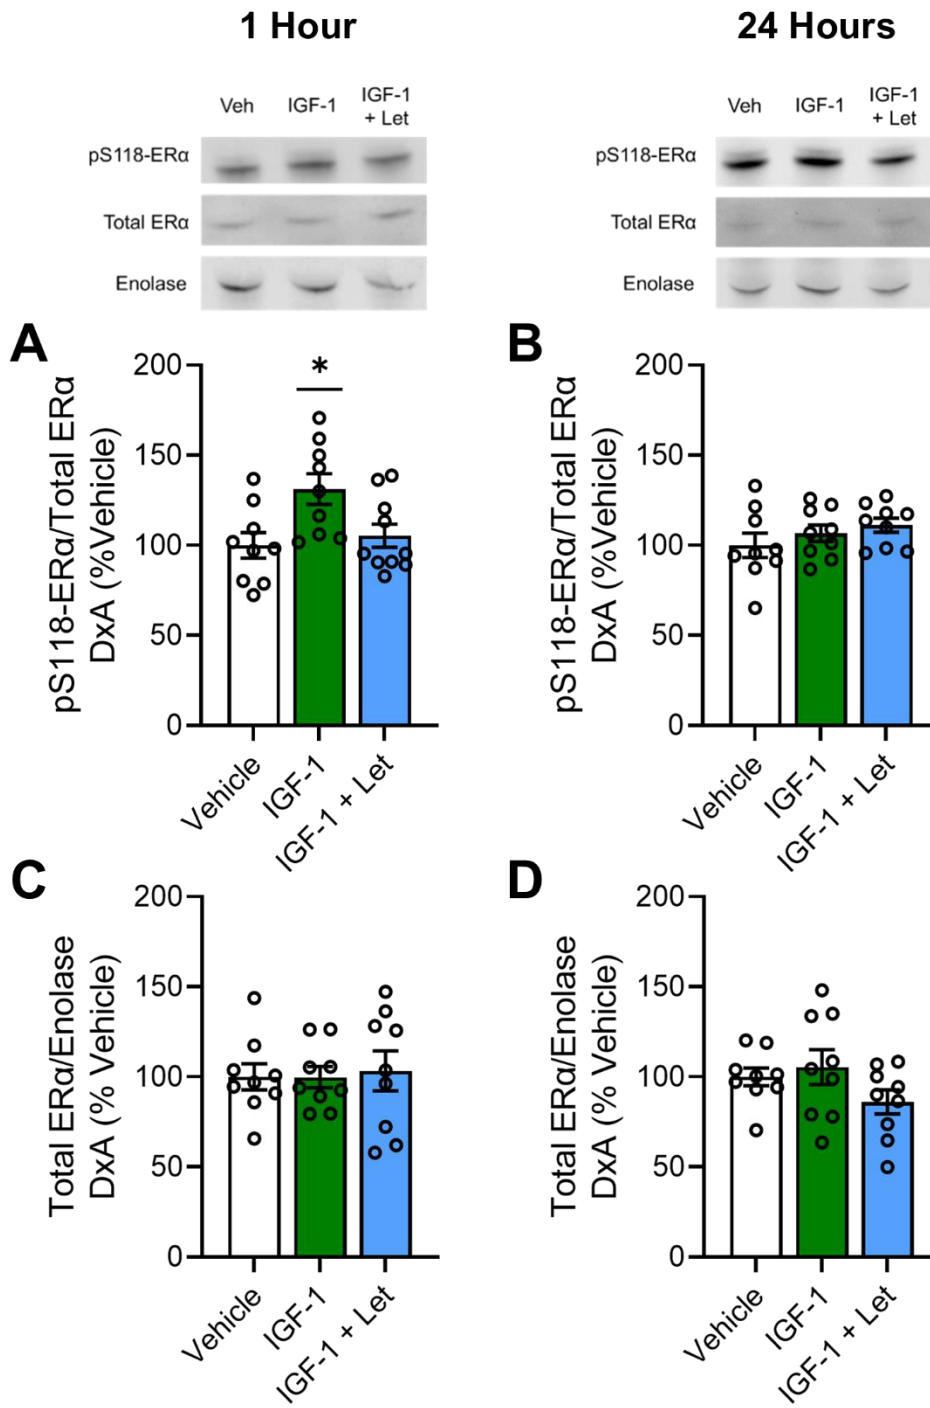 1 Hour
24 Hours
Veh IGF-1 IGF-1
+ Let
pS118-ERα
Total ERα
Enolase
Veh IGF-1 IGF-1
+ Let
pS118-ERα
Total ERα
Enolase
A
pS118-ERα/Total ERα
DxA (%Vehicle)
200
150
100
50
0
*
Vehicle
IGF-1
IGF-1 + Let
B
pS118-ERα/Total ERα
DxA (%Vehicle)
200
150
100
50
0
Vehicle
IGF-1
IGF-1 + Let
C
Total ERα/Enolase
DxA (% Vehicle)
200
150
100
50
0
Vehicle
IGF-1
IGF-1 + Let
D
Total ERα/Enolase
DxA (% Vehicle)
200
150
100
50
0
Vehicle
IGF-1
IGF-1 + Let